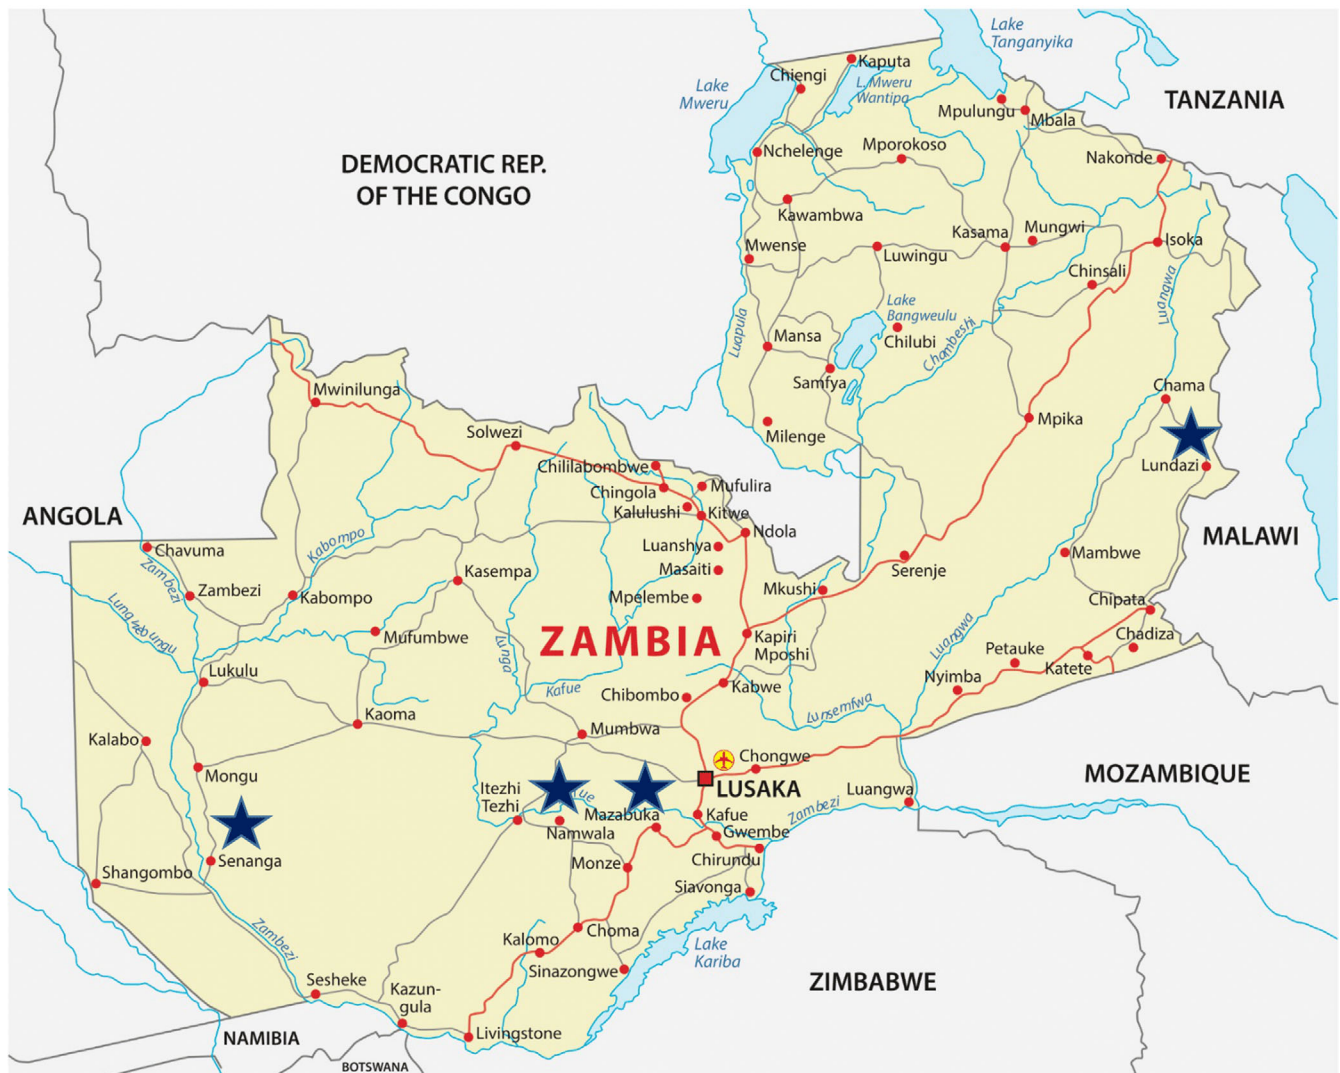 Lake
Tanganyika
Kaputa
Chiengi
L. Mweru
Wantipa
Lake
Mweru
TANZANIA
Mpulungu
Mbala
DEMOCRATIC REP.
OF THE CONGO
Nchelenge
Mporokoso
Nakonde
Kawambwa
Mwense
Kasama
Mungwi
Isoka
Luwingu
Chinsali
Luangwa
Lake
Bangweulu
Luapula
Mansa
Chilubi
Chambeshi
Samfya
Chama
Mwinilunga
Mpika
Milenge
Solwezi
Chililabombwe
Lundazi
Chingola
Mufulira
Kalulushi
Kitwe
ANGOLA
Ndola
MALAWI
Kabompo
Chavuma
Luanshya
Mambwe
Zambezi
Masaiti
Serenje
Kasempa
Zambezi
Kabompo
Mpelembe
Mkushi
Chipata
Mufumbwe
ZAMBIA
Kapiri
Mposhi
Chadiza
Luangwa
Lunga
Petauke
Katete
Lukulu
Nyimba
Kafue
Chibombo
Kabwe
Lunsemfwa
Kaoma
Mumbwa
Kalabo
Chongwe
Mongu
MOZAMBIQUE
Itezhi
Tezhi
LUSAKA
Luangwa
Zambezi
Mazabuka
Kafue
Namwala
Gwembe
Senanga
Monze
Chirundu
Shangombo
Siavonga
Zambezi
Choma
Kalomo
Lake
Kariba
Sinazongwe
Sesheke
Kazun-
gula
ZIMBABWE
Livingstone
NAMIBIA
BOTSWANA